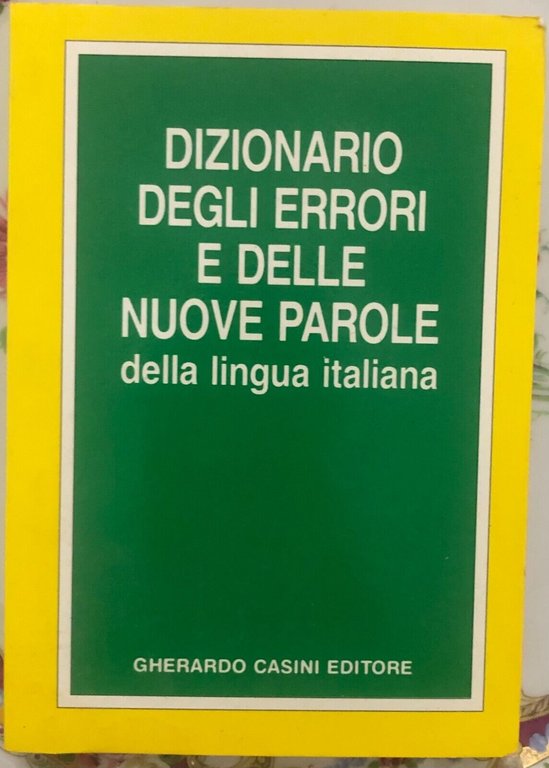 DIZIONARIO
DEGLI ERRORI
E DELLE
NUOVE PAROLE
della lingua italiana
GHERARDO CASINI EDITORE